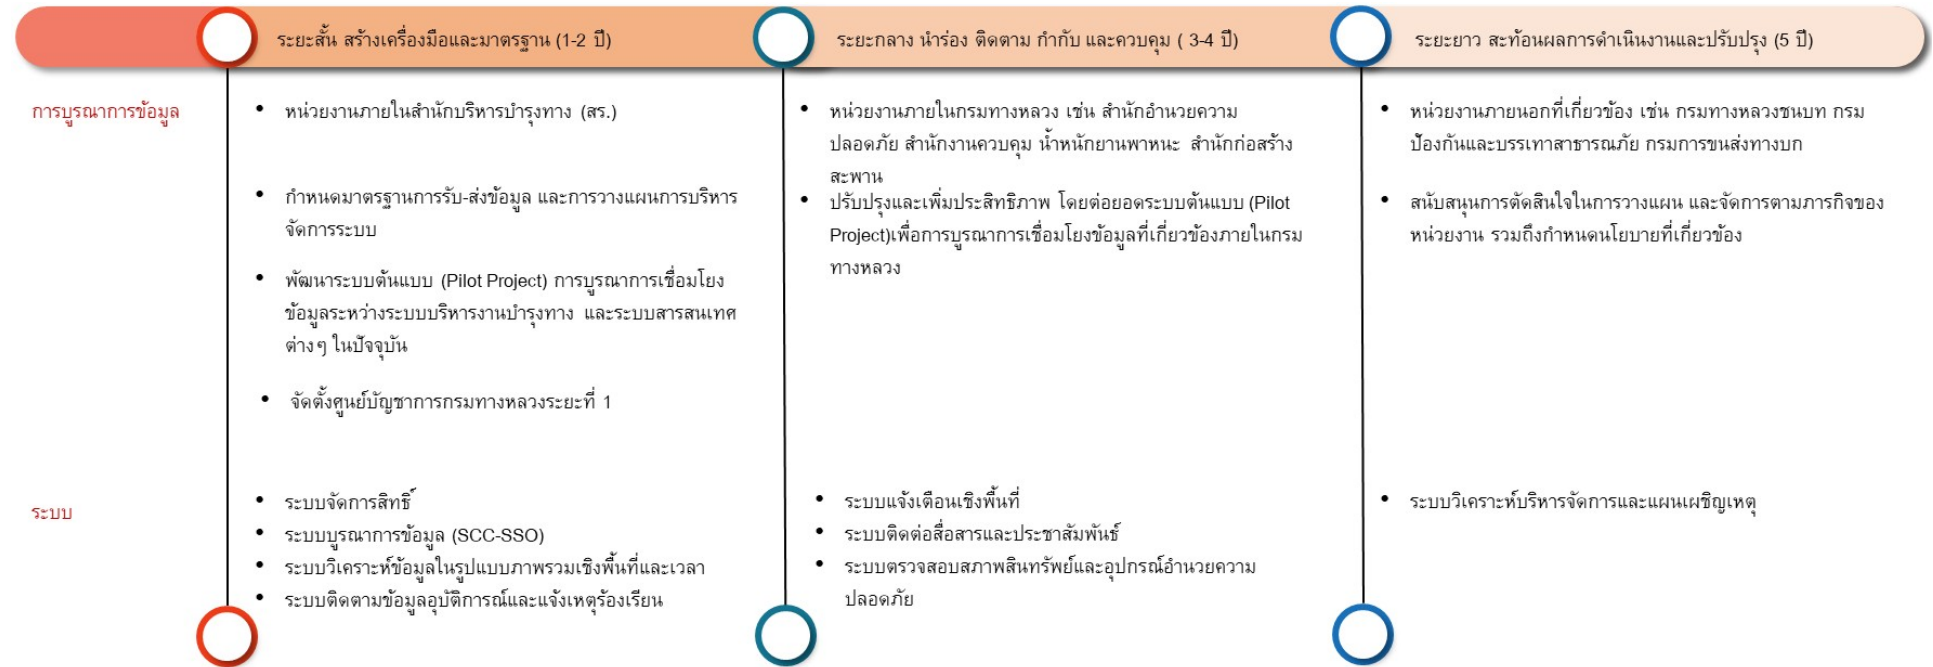 ระยะสั้น สร้างเครื่องมือและมาตรฐาน (1-2 ปี)
ระยะกลาง นำร่อง ติดตาม กำกับ และควบคุม ( 3-4 ปี)
ระยะยาว สะท้อนผลการดำเนินงานและปรับปรุง (5 ปี)
การบูรณาการข้อมูล
• หน่วยงานภายในสำนักบริหารบำรุงทาง (สร.)
• กำหนดมาตรฐานการรับ-ส่งข้อมูล และการวางแผนการบริหาร
จัดการระบบ
• พัฒนาระบบต้นแบบ (Pilot Project) การบูรณาการเชื่อมโยง
ข้อมูลระหว่างระบบบริหารงานบำรุงทาง และระบบสารสนเทศ
ต่างๆ ในปัจจุบัน
• จัดตั้งศูนย์บัญชาการกรมทางหลวงระยะที่ 1
• หน่วยงานภายในกรมทางหลวง เช่น สำนักอำนวยความ
ปลอดภัย สำนักงานควบคุม น้ำหนักยานพาหนะ สำนักก่อสร้าง
สะพาน
• ปรับปรุงและเพิ่มประสิทธิภาพ โดยต่อยอดระบบต้นแบบ (Pilot
Project)เพื่อการบูรณาการเชื่อมโยงข้อมูลที่เกี่ยวข้องภายในกรม
ทางหลวง
• หน่วยงานภายนอกที่เกี่ยวข้อง เช่น กรมทางหลวงชนบท กรม
ป้องกันและบรรเทาสาธารณภัย กรมการขนส่งทางบก
• สนับสนุนการตัดสินใจในการวางแผน และจัดการตามภารกิจของ
หน่วยงาน รวมถึงกำหนดนโยบายที่เกี่ยวข้อง
ระบบ
• ระบบจัดการสิทธิ์
• ระบบบูรณาการข้อมูล (SCC-SSO)
• ระบบวิเคราะห์ข้อมูลในรูปแบบภาพรวมเชิงพื้นที่และเวลา
• ระบบติดตามข้อมูลอุบัติการณ์และแจ้งเหตุร้องเรียน
• ระบบแจ้งเตือนเชิงพื้นที่
• ระบบติดต่อสื่อสารและประชาสัมพันธ์
• ระบบตรวจสอบสภาพสินทรัพย์และอุปกรณ์อำนวยความ
ปลอดภัย
• ระบบวิเคราะห์บริหารจัดการและแผนเผชิญเหตุ